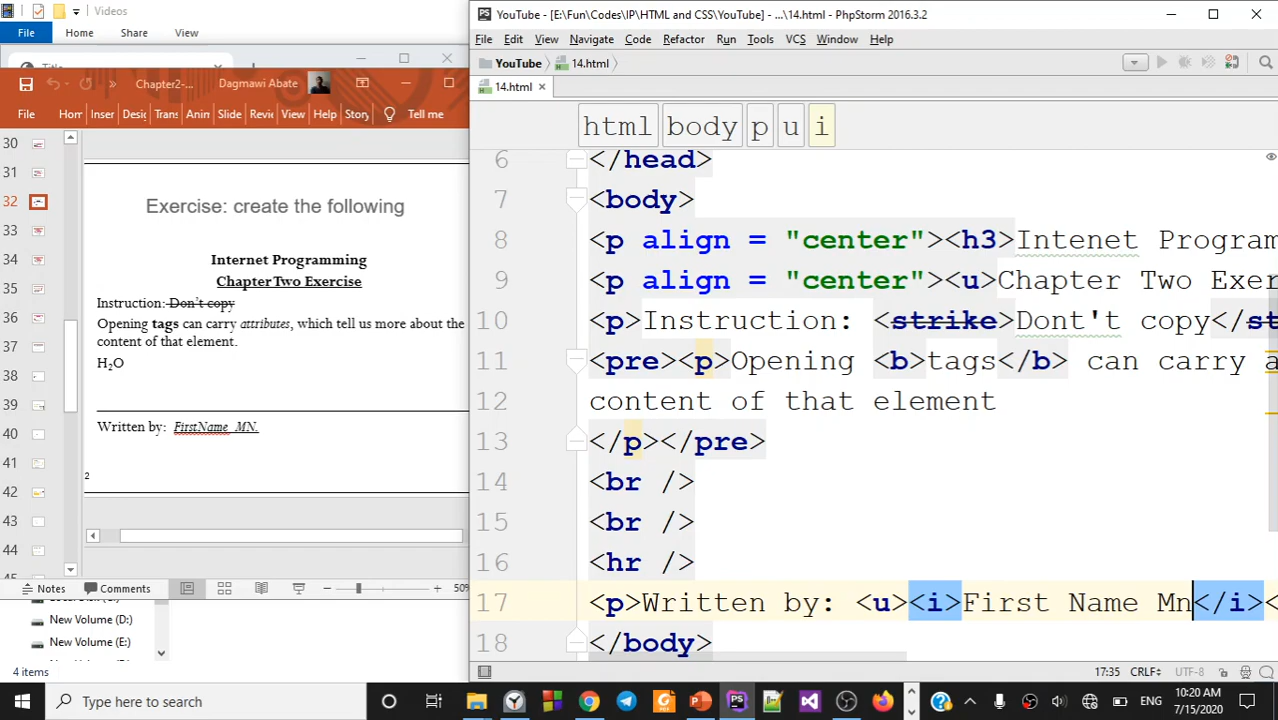 Videos
File Home Share View
Title
Chapter2-... Dagmawi Abate
File Hom Inser Desig Trans Anin Slide Revie View Help Story Tell me
30
31
32
33
34
35
36
37
38
39
40
41
42
43
44
Exercise: create the following
Internet Programming
Chapter Two Exercise
Instruction: Don't copy
Opening tags can carry attributes, which tell us more about the
content of that element.
H₂O
Written by: FirstName MN.
2
Notes Comments 50%
New Volume (D:)
New Volume (E:)
4 items
YouTube - [E:\Fun\Codes\IP\HTML and CSS\YouTube] - ...\14.html - PhpStorm 2016.3.2
File Edit View Navigate Code Refactor Run Tools VCS Window Help
YouTube 14.html
14.html
html body p u i
6 </head>
7 <body>
8 <p align = "center"><h3>Intenet Program
9 <p align = "center"><u>Chapter Two Exer
10 <p>Instruction: <strike>Dont't copy</st
11 <pre><p>Opening <b>tags</b> can carry a
12 content of that element
13 </p></pre>
14 <br />
15 <br />
16 <hr />
17 <p>Written by: <u><i>First Name Mn</i><
18 </body>
17:35 CRLF UTF-8
Type here to search
ENG
10:20 AM
7/15/2020